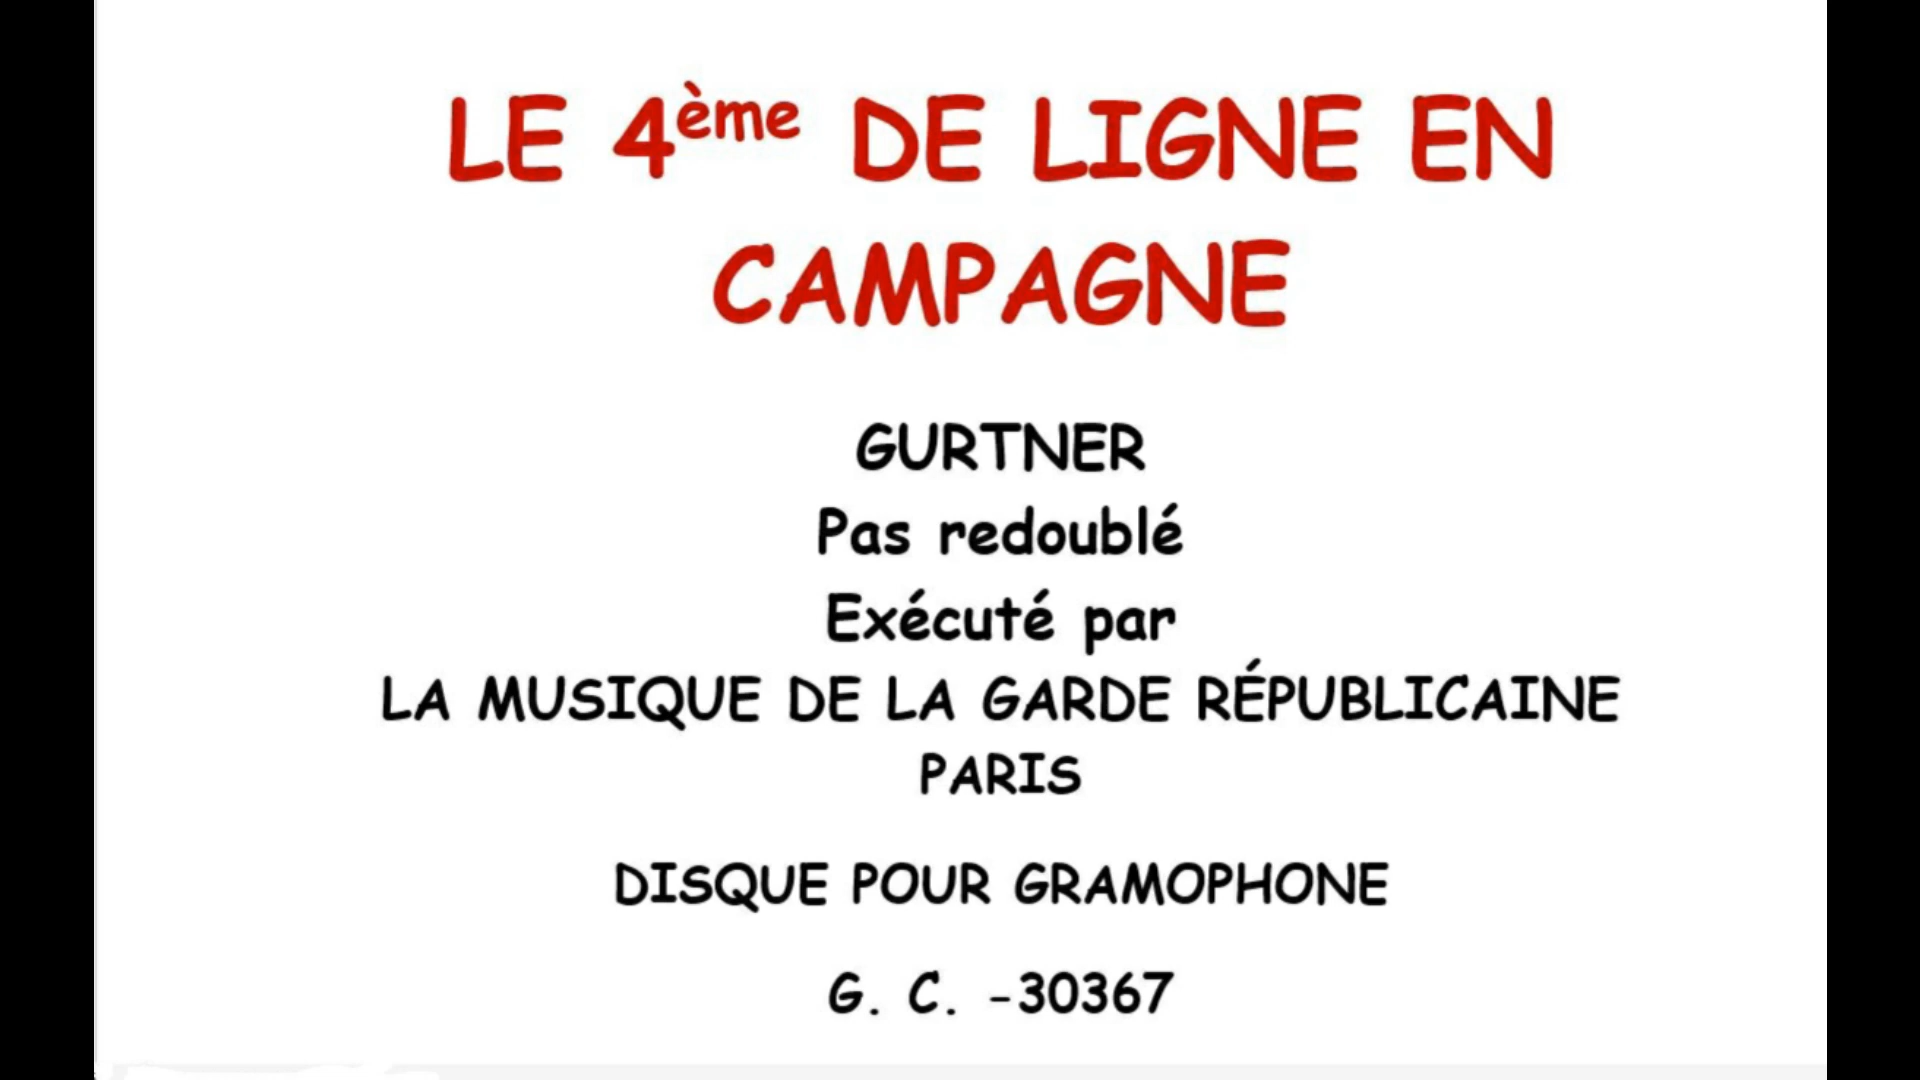 LE 4ème DE LIGNE EN
CAMPAGNE
GURTNER
Pas redoublé
Exécuté par
LA MUSIQUE DE LA GARDE RÉPUBLICAINE
PARIS
DISQUE POUR GRAMOPHONE
G. C. -30367